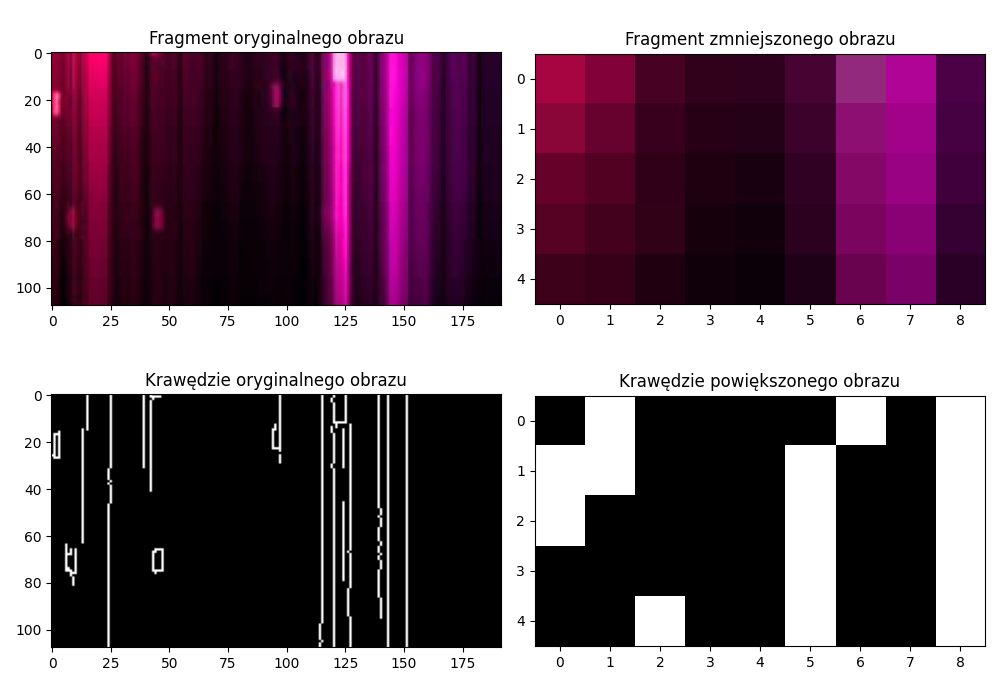 Fragment oryginalnego obrazu
0
20
40
60
80
100
0 25 50 75 100 125 150 175
Fragment zmniejszonego obrazu
0
1
2
3
4
0 1 2 3 4 5 6 7 8
Krawędzie oryginalnego obrazu
0
20
40
60
80
100
0 25 50 75 100 125 150 175
Krawędzie powiększonego obrazu
0
1
2
3
4
0 1 2 3 4 5 6 7 8